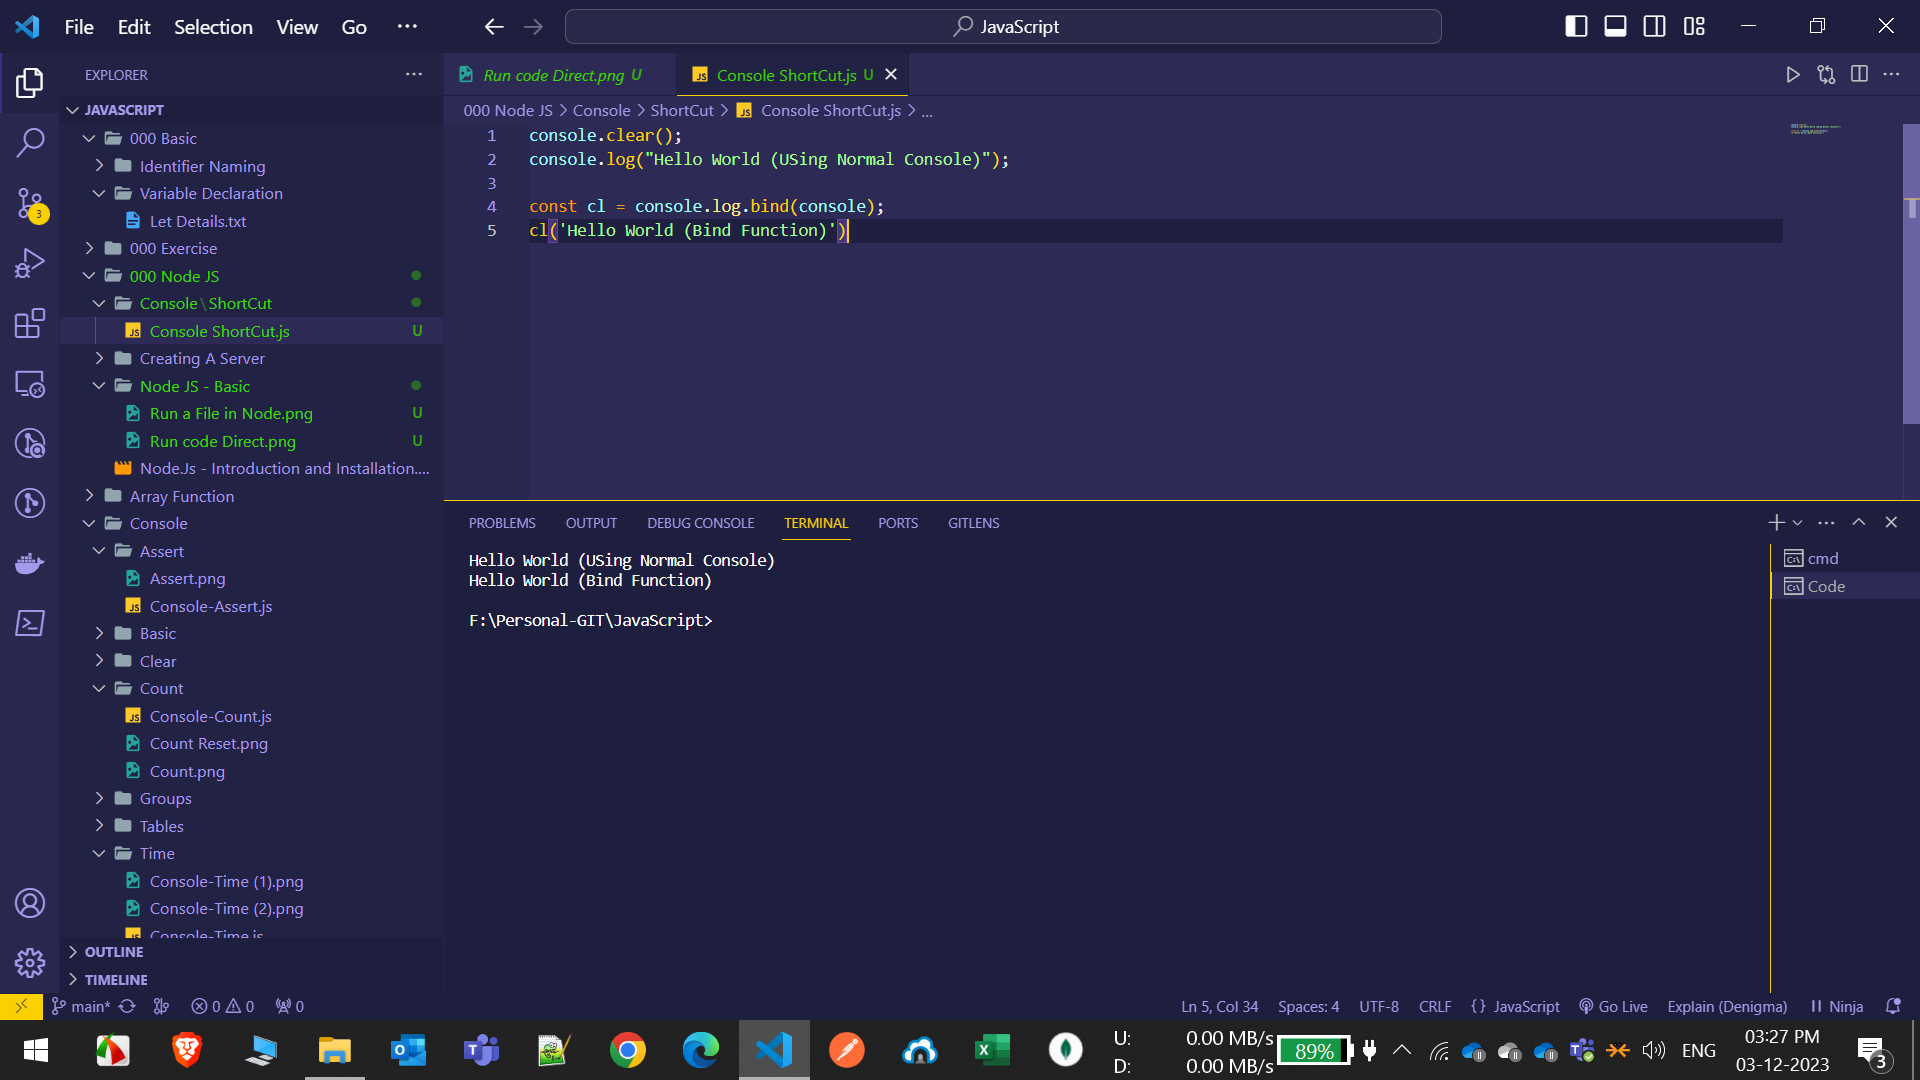 File Edit Selection View Go ···
JavaScript
EXPLORER
JAVASCRIPT
000 Basic
Identifier Naming
Variable Declaration
Let Details.txt
000 Exercise
000 Node JS
Console\ShortCut
Console ShortCut.js U
Creating A Server
Node JS - Basic
Run a File in Node.png U
Run code Direct.png U
Node.Js - Introduction and Installation....
Array Function
Console
Assert
Assert.png
Console-Assert.js
Basic
Clear
Count
Console-Count.js
Count Reset.png
Count.png
Groups
Tables
Time
Console-Time (1).png
Console-Time (2).png
Console-Time.js
OUTLINE
TIMELINE
3
Run code Direct.png U
JS Console ShortCut.js U
000 Node JS > Console > ShortCut > JS Console ShortCut.js > ...
1 console.clear();
2 console.log("Hello World (USing Normal Console)");
3
4 const cl = console.log.bind(console);
5 cl('Hello World (Bind Function)')
PROBLEMS OUTPUT DEBUG CONSOLE TERMINAL PORTS GITLENS
Hello World (USing Normal Console)
Hello World (Bind Function)
F:\Personal-GIT\JavaScript>
cmd
Code
main* 0 0 0
Ln 5, Col 34 Spaces: 4 UTF-8 CRLF {} JavaScript Go Live Explain (Denigma) Ninja
U: 0.00 MB/s
D: 0.00 MB/s
89%
ENG
03:27 PM
03-12-2023
3